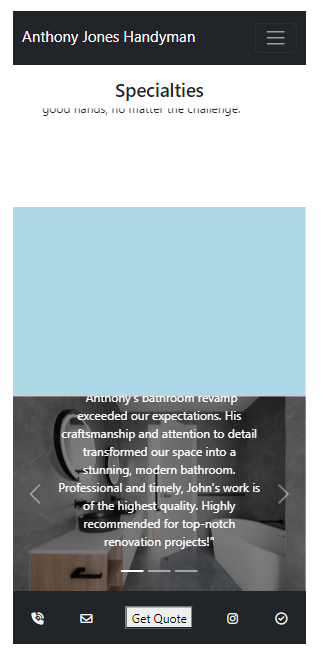 Anthony Jones Handyman
Specialties
good hands, no matter the challenge.
Anthony's bathroom revamp
exceeded our expectations. His
craftsmanship and attention to detail
transformed our space into a
stunning, modern bathroom.
Professional and timely, John's work is
of the highest quality. Highly
recommended for top-notch
renovation projects!"
Get Quote